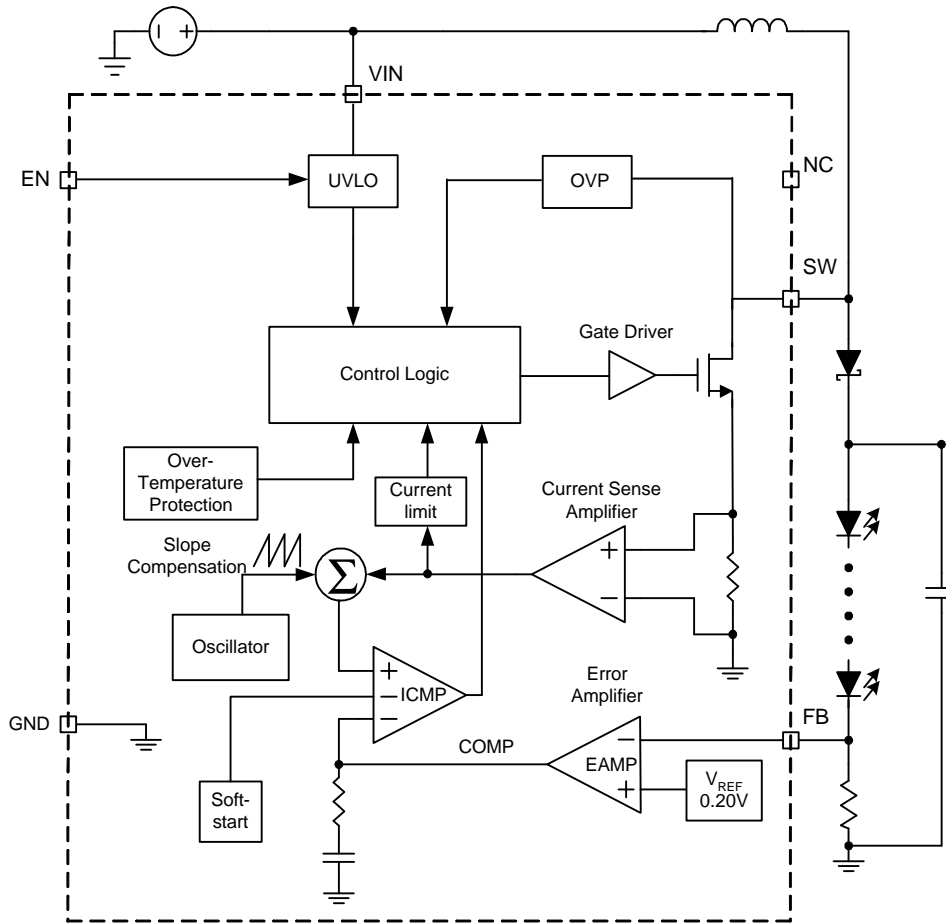 VIN
EN
UVLO
OVP
NC
SW
Gate Driver
Control Logic
Over-
Temperature
Protection
Current
limit
Current Sense
Amplifier
+
−
Slope
Compensation
Σ
Oscillator
+
−
−
ICMP
Error
Amplifier
GND
FB
COMP
−
EAMP
+
VREF
0.20V
Soft-
start